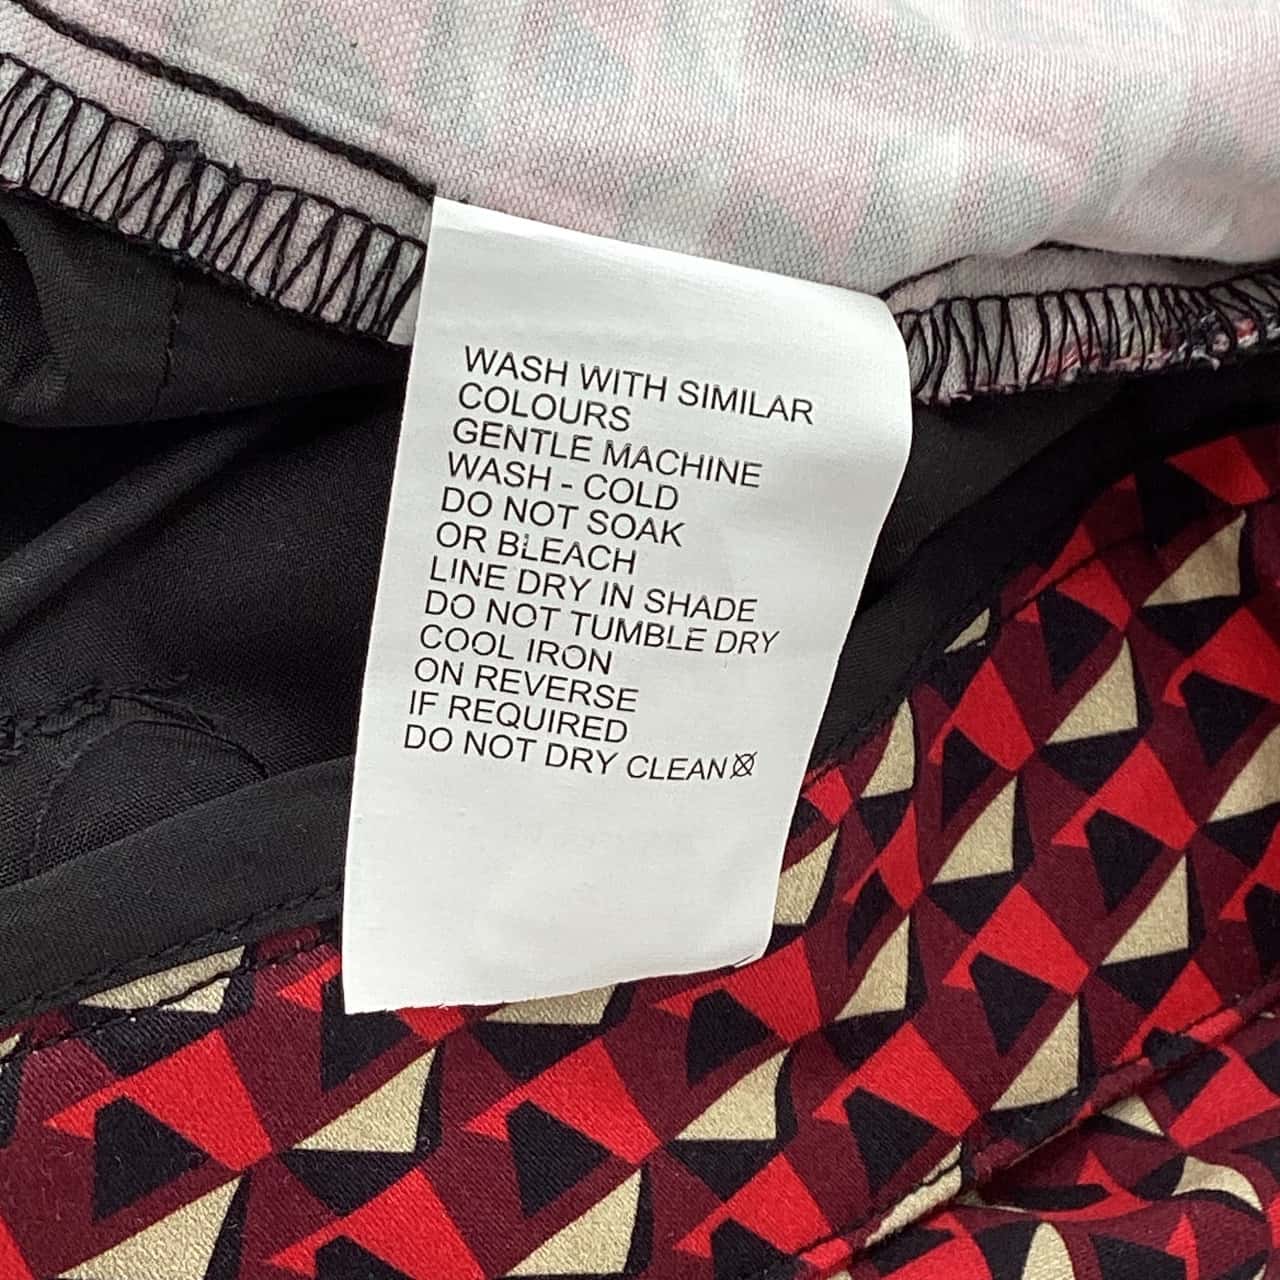 WASH WITH SIMILAR
COLOURS
GENTLE MACHINE
WASH - COLD
DO NOT SOAK
OR BLEACH
LINE DRY IN SHADE
DO NOT TUMBLE DRY
COOL IRON
ON REVERSE
IF REQUIRED
DO NOT DRY CLEAN